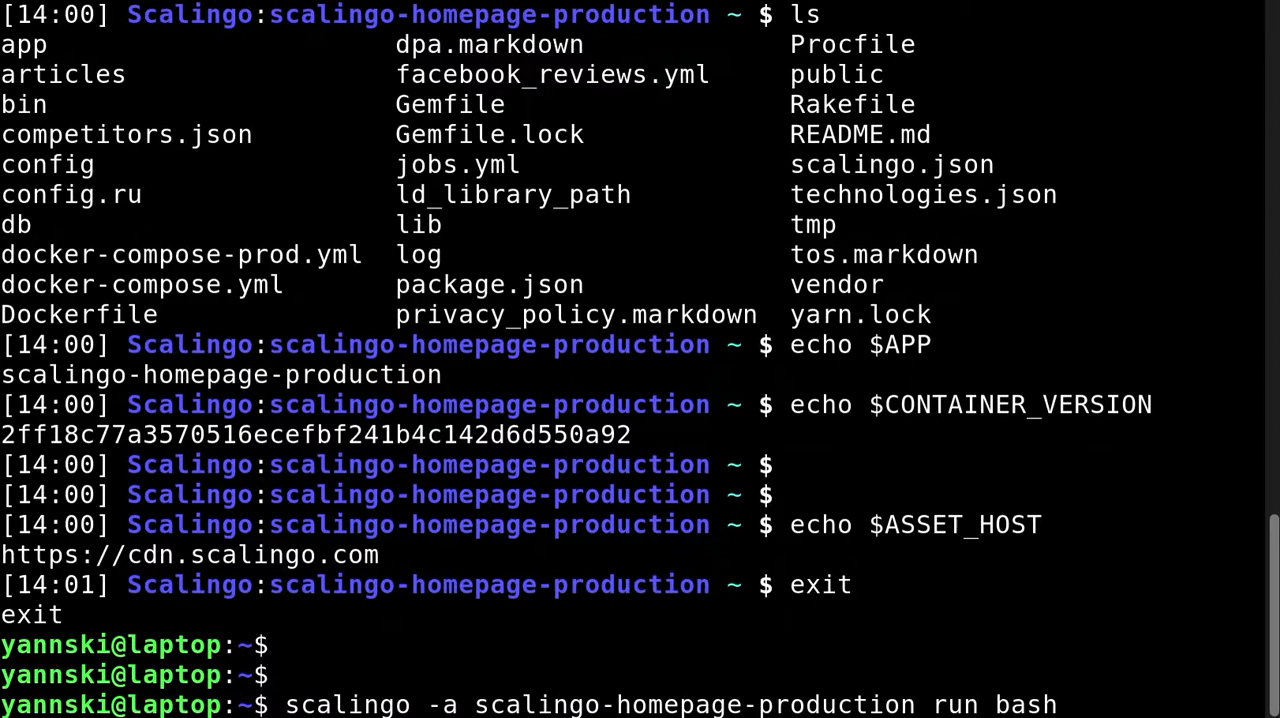 [14:00] Scalingo:scalingo-homepage-production ~ $ ls
app dpa.markdown Procfile
articles facebook_reviews.yml public
bin Gemfile Rakefile
competitors.json Gemfile.lock README.md
config jobs.yml scalingo.json
config.ru ld_library_path technologies.json
db lib tmp
docker-compose-prod.yml log tos.markdown
docker-compose.yml package.json vendor
Dockerfile privacy_policy.markdown yarn.lock
[14:00] Scalingo:scalingo-homepage-production ~ $ echo $APP
scalingo-homepage-production
[14:00] Scalingo:scalingo-homepage-production ~ $ echo $CONTAINER_VERSION
2ff18c77a3570516ecefbf241b4c142d6d550a92
[14:00] Scalingo:scalingo-homepage-production ~ $
[14:00] Scalingo:scalingo-homepage-production ~ $
[14:00] Scalingo:scalingo-homepage-production ~ $ echo $ASSET_HOST
https://cdn.scalingo.com
[14:01] Scalingo:scalingo-homepage-production ~ $ exit
exit
yannski@laptop:~$
yannski@laptop:~$
yannski@laptop:~$ scalingo -a scalingo-homepage-production run bash